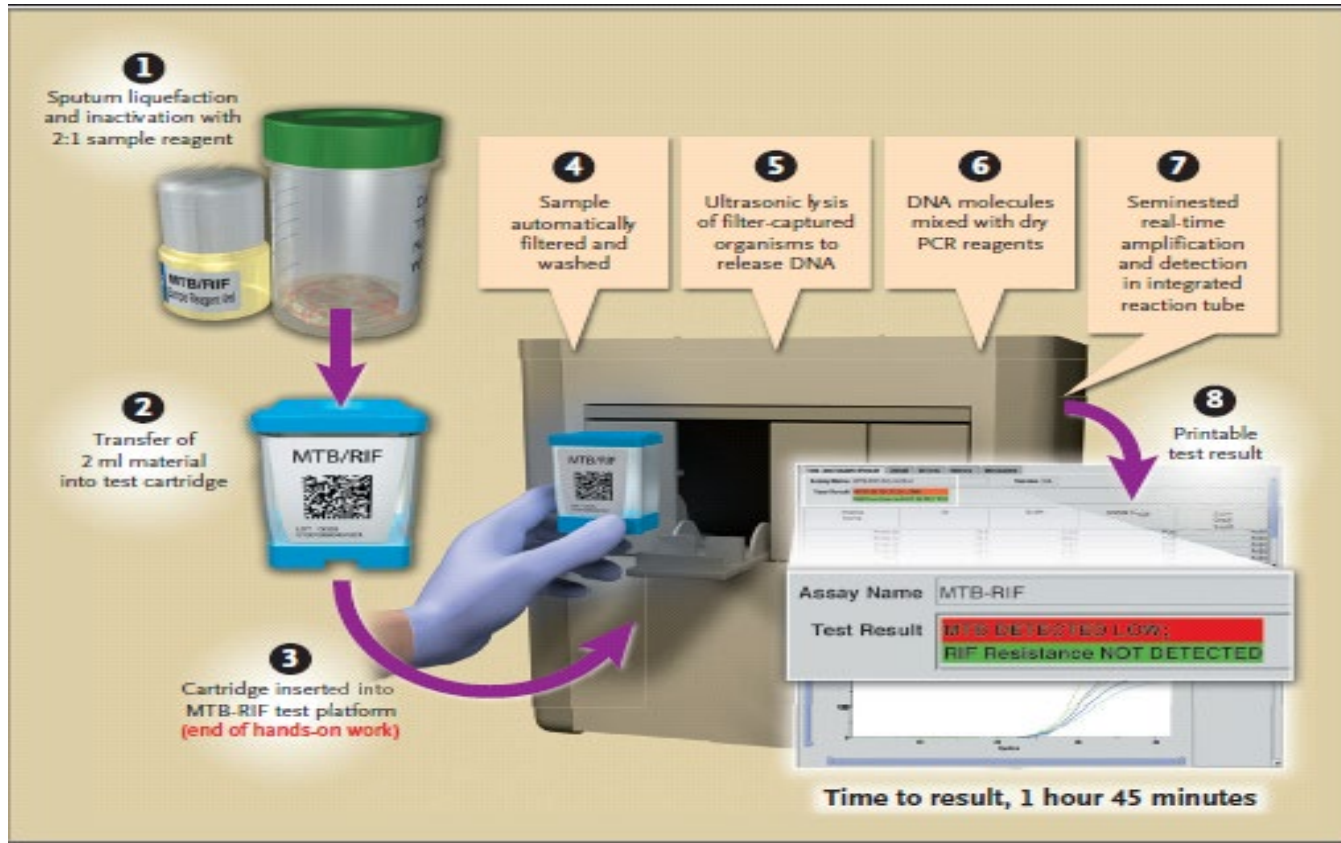 1
Sputum liquefaction
and inactivation with
2:1 sample reagent
MTB/RIF
2
Transfer of
2 ml material
into test cartridge
MTB/RIF
3
Cartridge inserted into
MTB-RIF test platform
(end of hands-on work)
MTB/RIF
4
Sample
automatically
filtered and
washed
5
Ultrasonic lysis
of filter-captured
organisms to
release DNA
6
DNA molecules
mixed with dry
PCR reagents
7
Seminested
real-time
amplification
and detection
in integrated
reaction tube
8
Printable
test result
Assay Name
Test Result
Assay Name MTB-RIF
Test Result MTB DETECTED LOW;
RIF Resistance NOT DETECTED
Cycles
Time to result, 1 hour 45 minutes